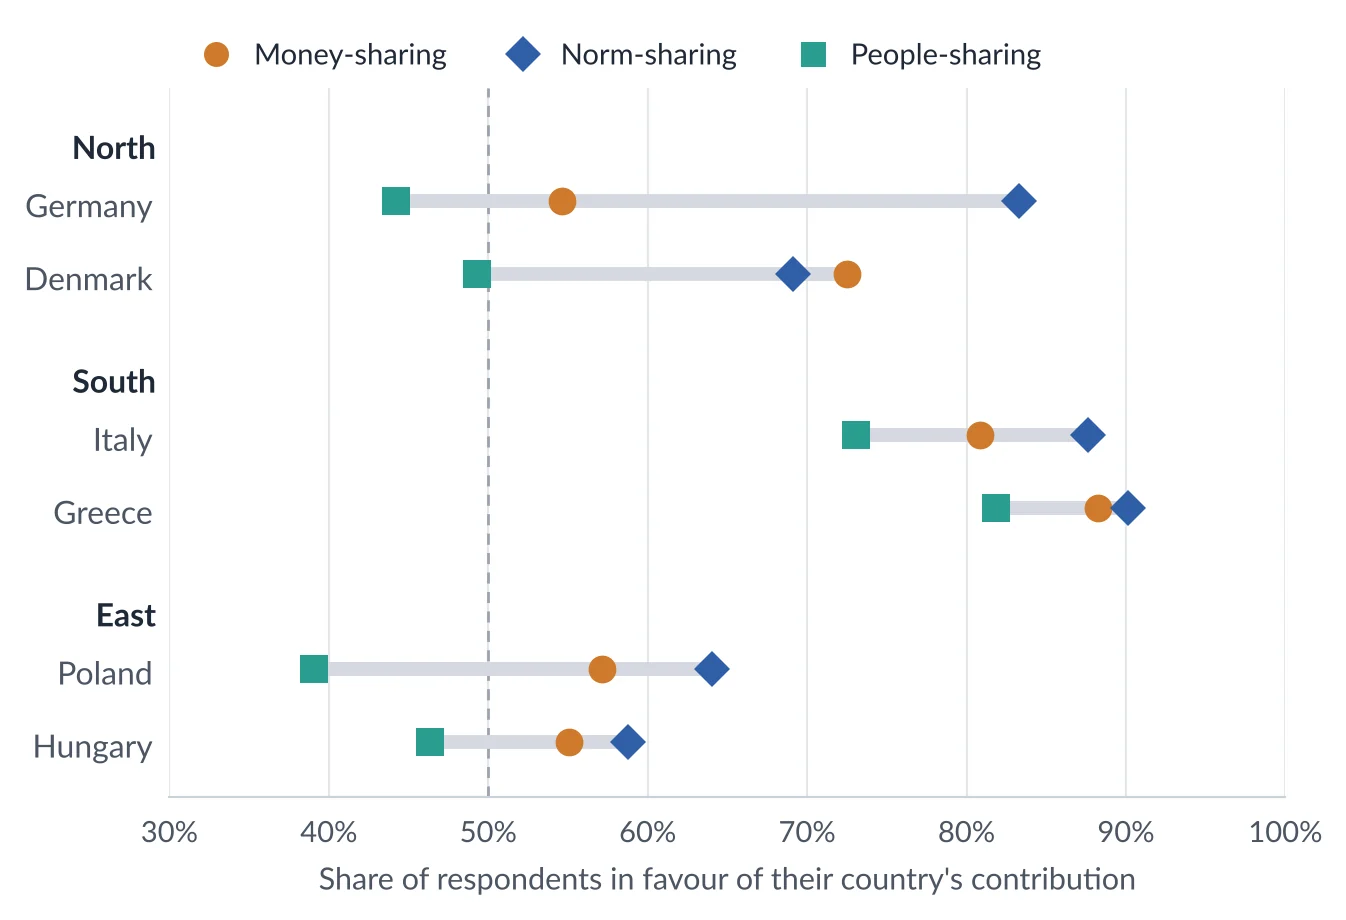 Money-sharing Norm-sharing People-sharing
North
Germany
Denmark
South
Italy
Greece
East
Poland
Hungary
30% 40% 50% 60% 70% 80% 90% 100%
Share of respondents in favour of their country's contribution